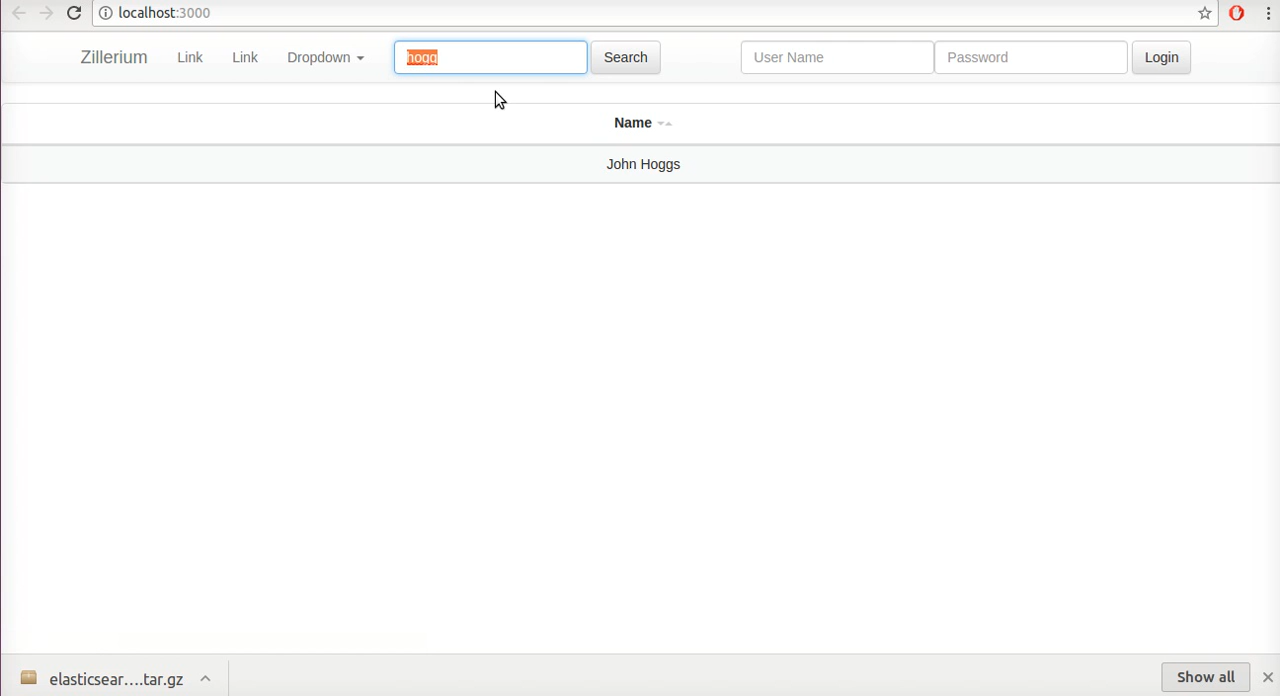 localhost:3000
Zillerium Link Link Dropdown hogg Search User Name Password Login
Name
John Hoggs
elasticsear....tar.gz Show all